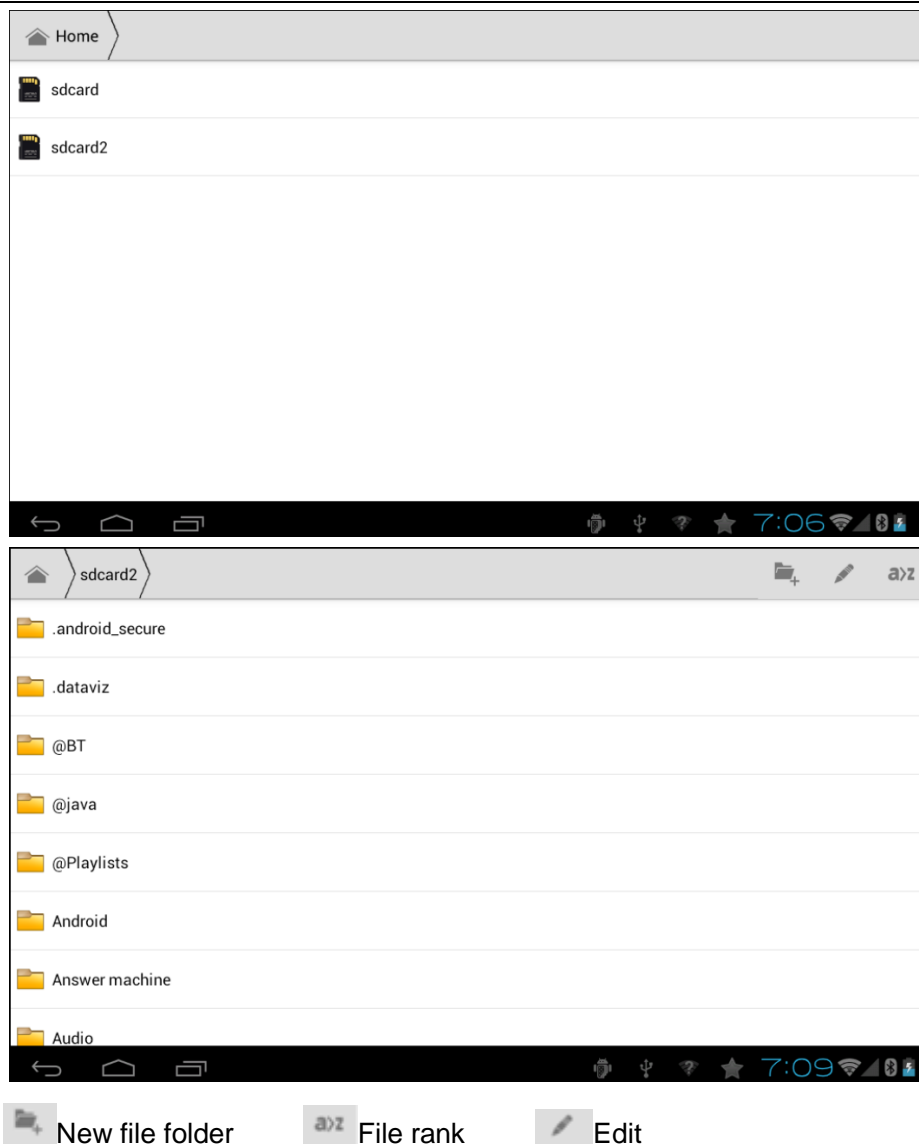 Home
sdcard
sdcard2
7:06
sdcard2 a>z
.android_secure
.dataviz
@BT
@java
@Playlists
Android
Answer machine
Audio
7:09
a>z
New file folder File rank Edit